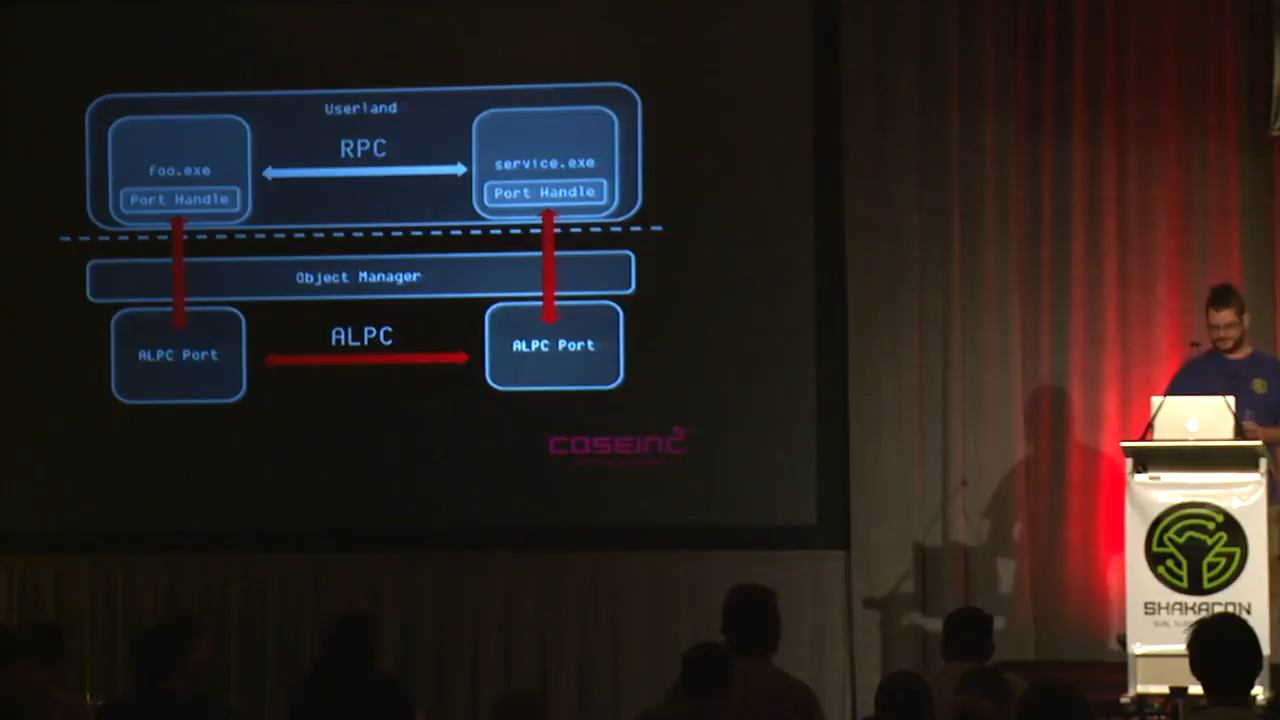 Userland
RPC
foo.exe
service.exe
Port Handle
Port Handle
Object Manager
ALPC
ALPC Port
ALPC Port
COSEINC
SHAKACON
SUN,